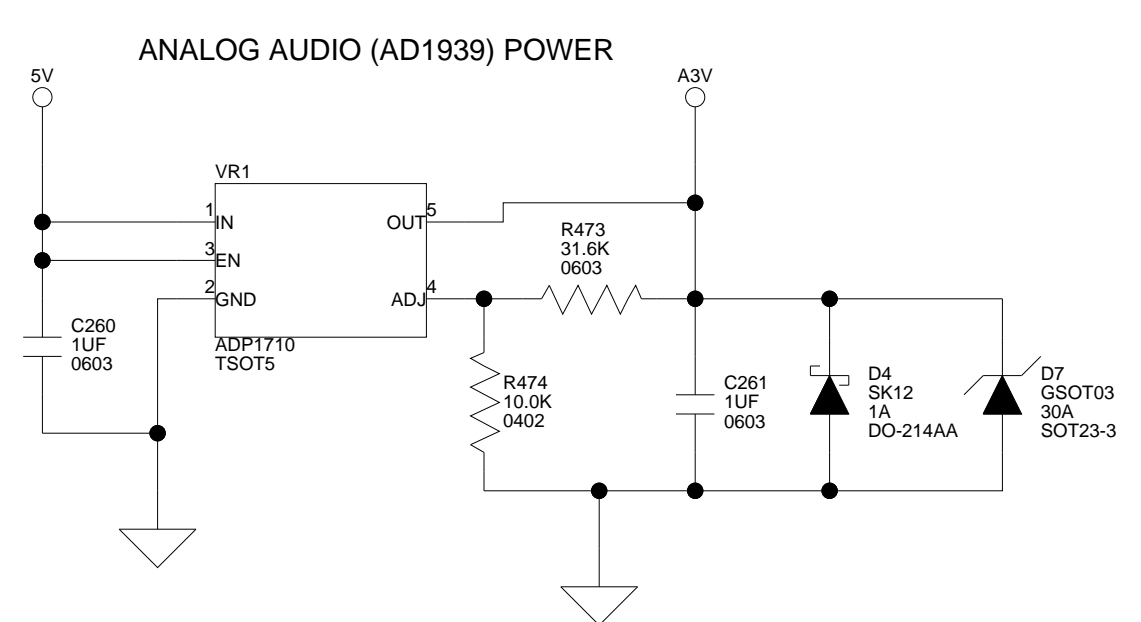 ANALOG AUDIO (AD1939) POWER
5V
A3V
VR1
1
IN
5
OUT
3
EN
2
GND
4
ADJ
ADP1710
TSOT5
R473
31.6K
0603
C260
1UF
0603
R474
10.0K
0402
C261
1UF
0603
D4
SK12
1A
DO-214AA
D7
GSOT03
30A
SOT23-3